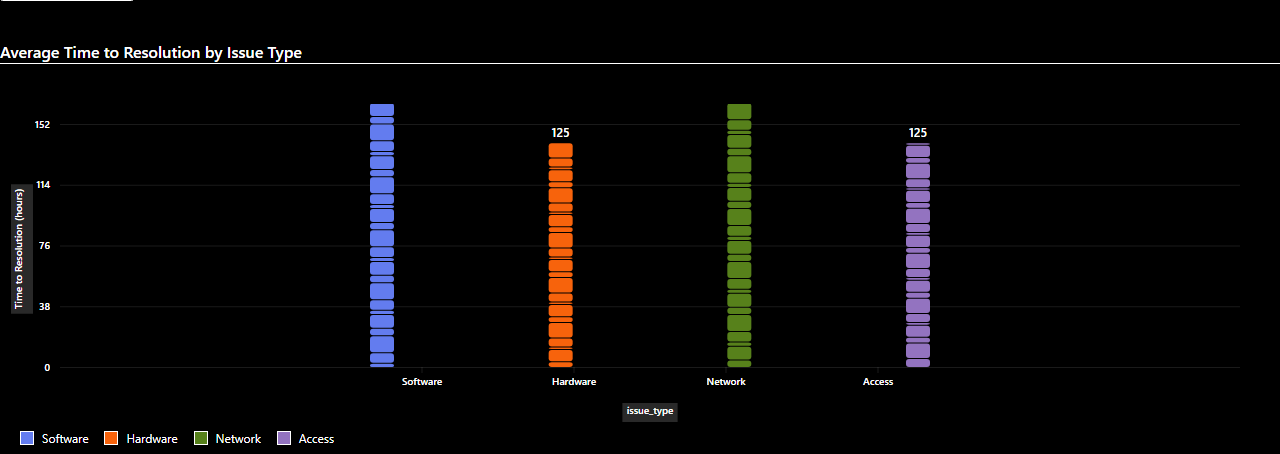 Average Time to Resolution by Issue Type
152
125
125
114
76
38
0
Time to Resolution (hours)
Software Hardware Network Access
issue_type
Software Hardware Network Access